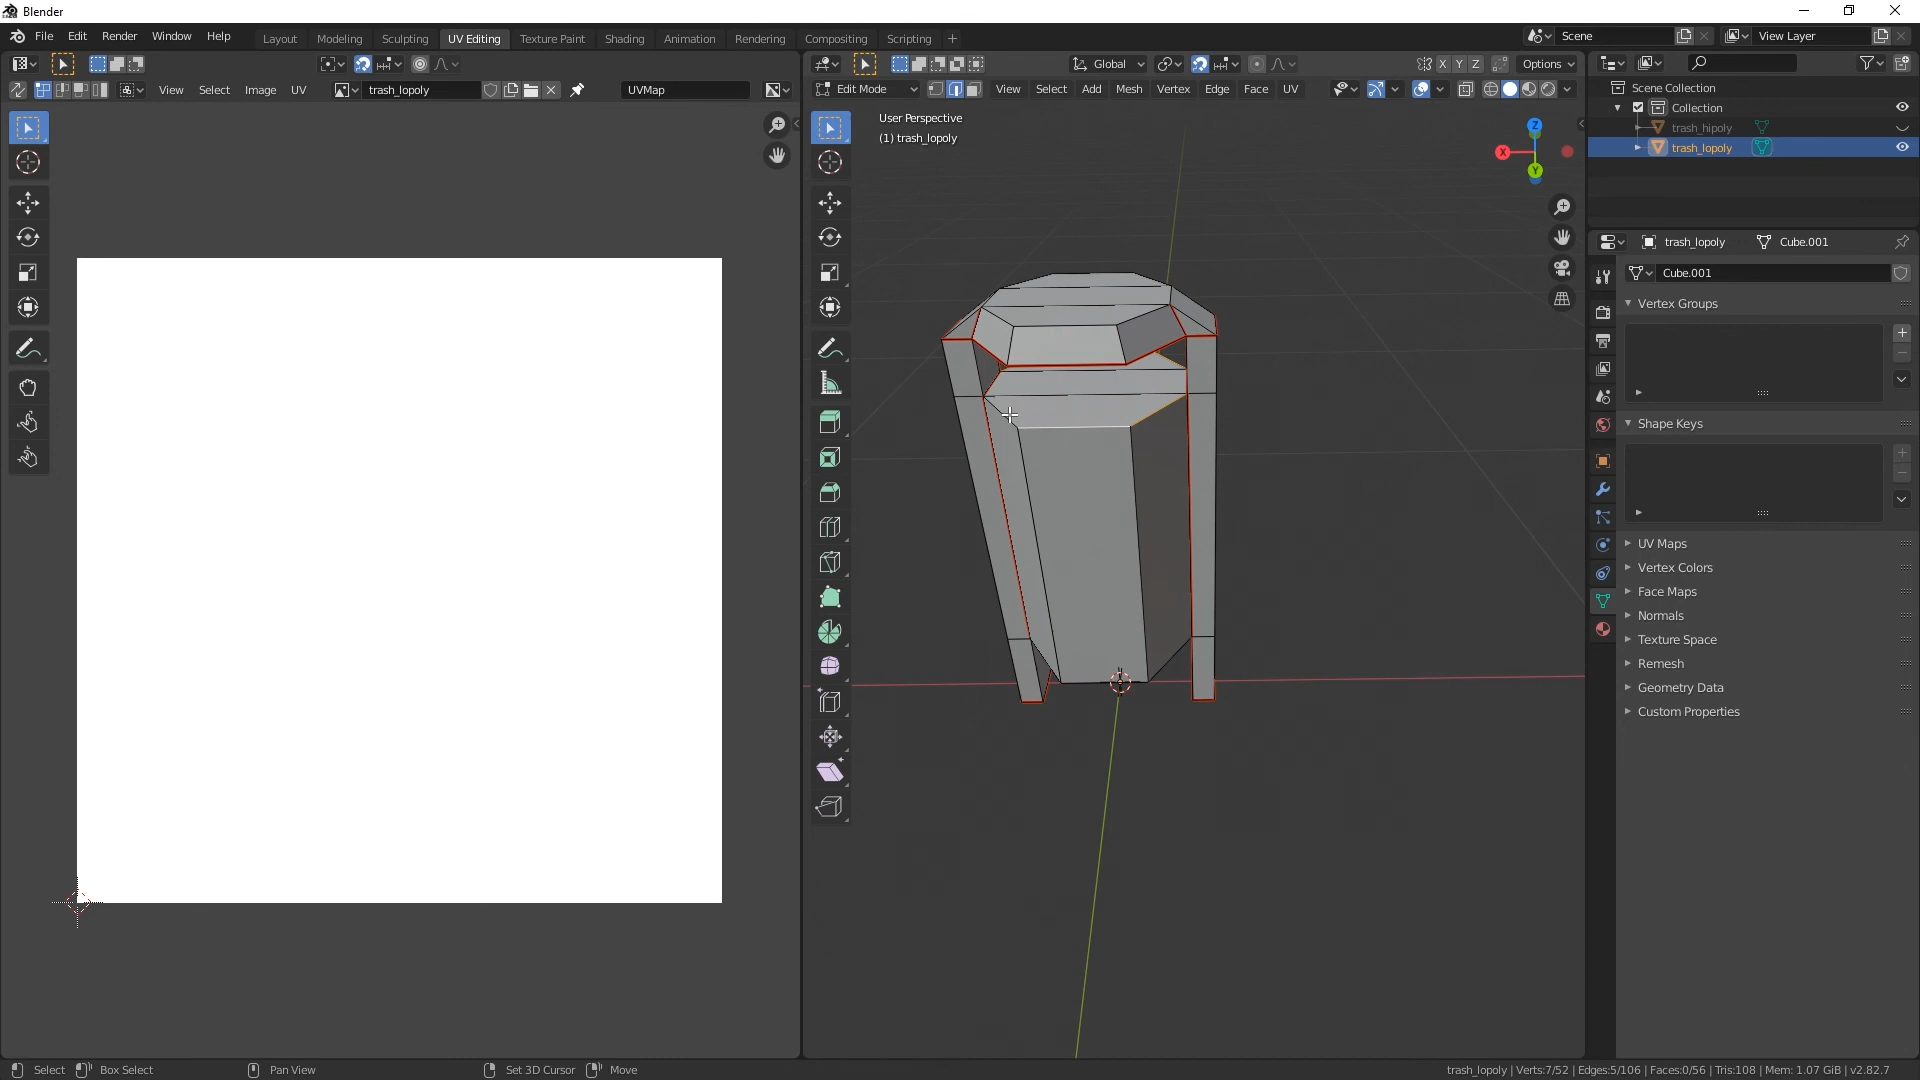 Blender
File Edit Render Window Help
Layout Modeling Sculpting UV Editing Texture Paint Shading Animation Rendering Compositing Scripting
Scene
View Layer
Global
X Y Z
Options
View Select Image UV
trash_lopoly
UVMap
Edit Mode
View Select Add Mesh Vertex Edge Face UV
User Perspective
(1) trash_lopoly
Z
X
Y
Scene Collection
Collection
trash_hipoly
trash_lopoly
trash_lopoly
Cube.001
Cube.001
Vertex Groups
Shape Keys
UV Maps
Vertex Colors
Face Maps
Normals
Texture Space
Remesh
Geometry Data
Custom Properties
Select Box Select Pan View Set 3D Cursor Move
trash_lopoly | Verts:7/52 | Edges:5/106 | Faces:0/56 | Tris:108 | Mem: 1.07 GiB | v2.82.7